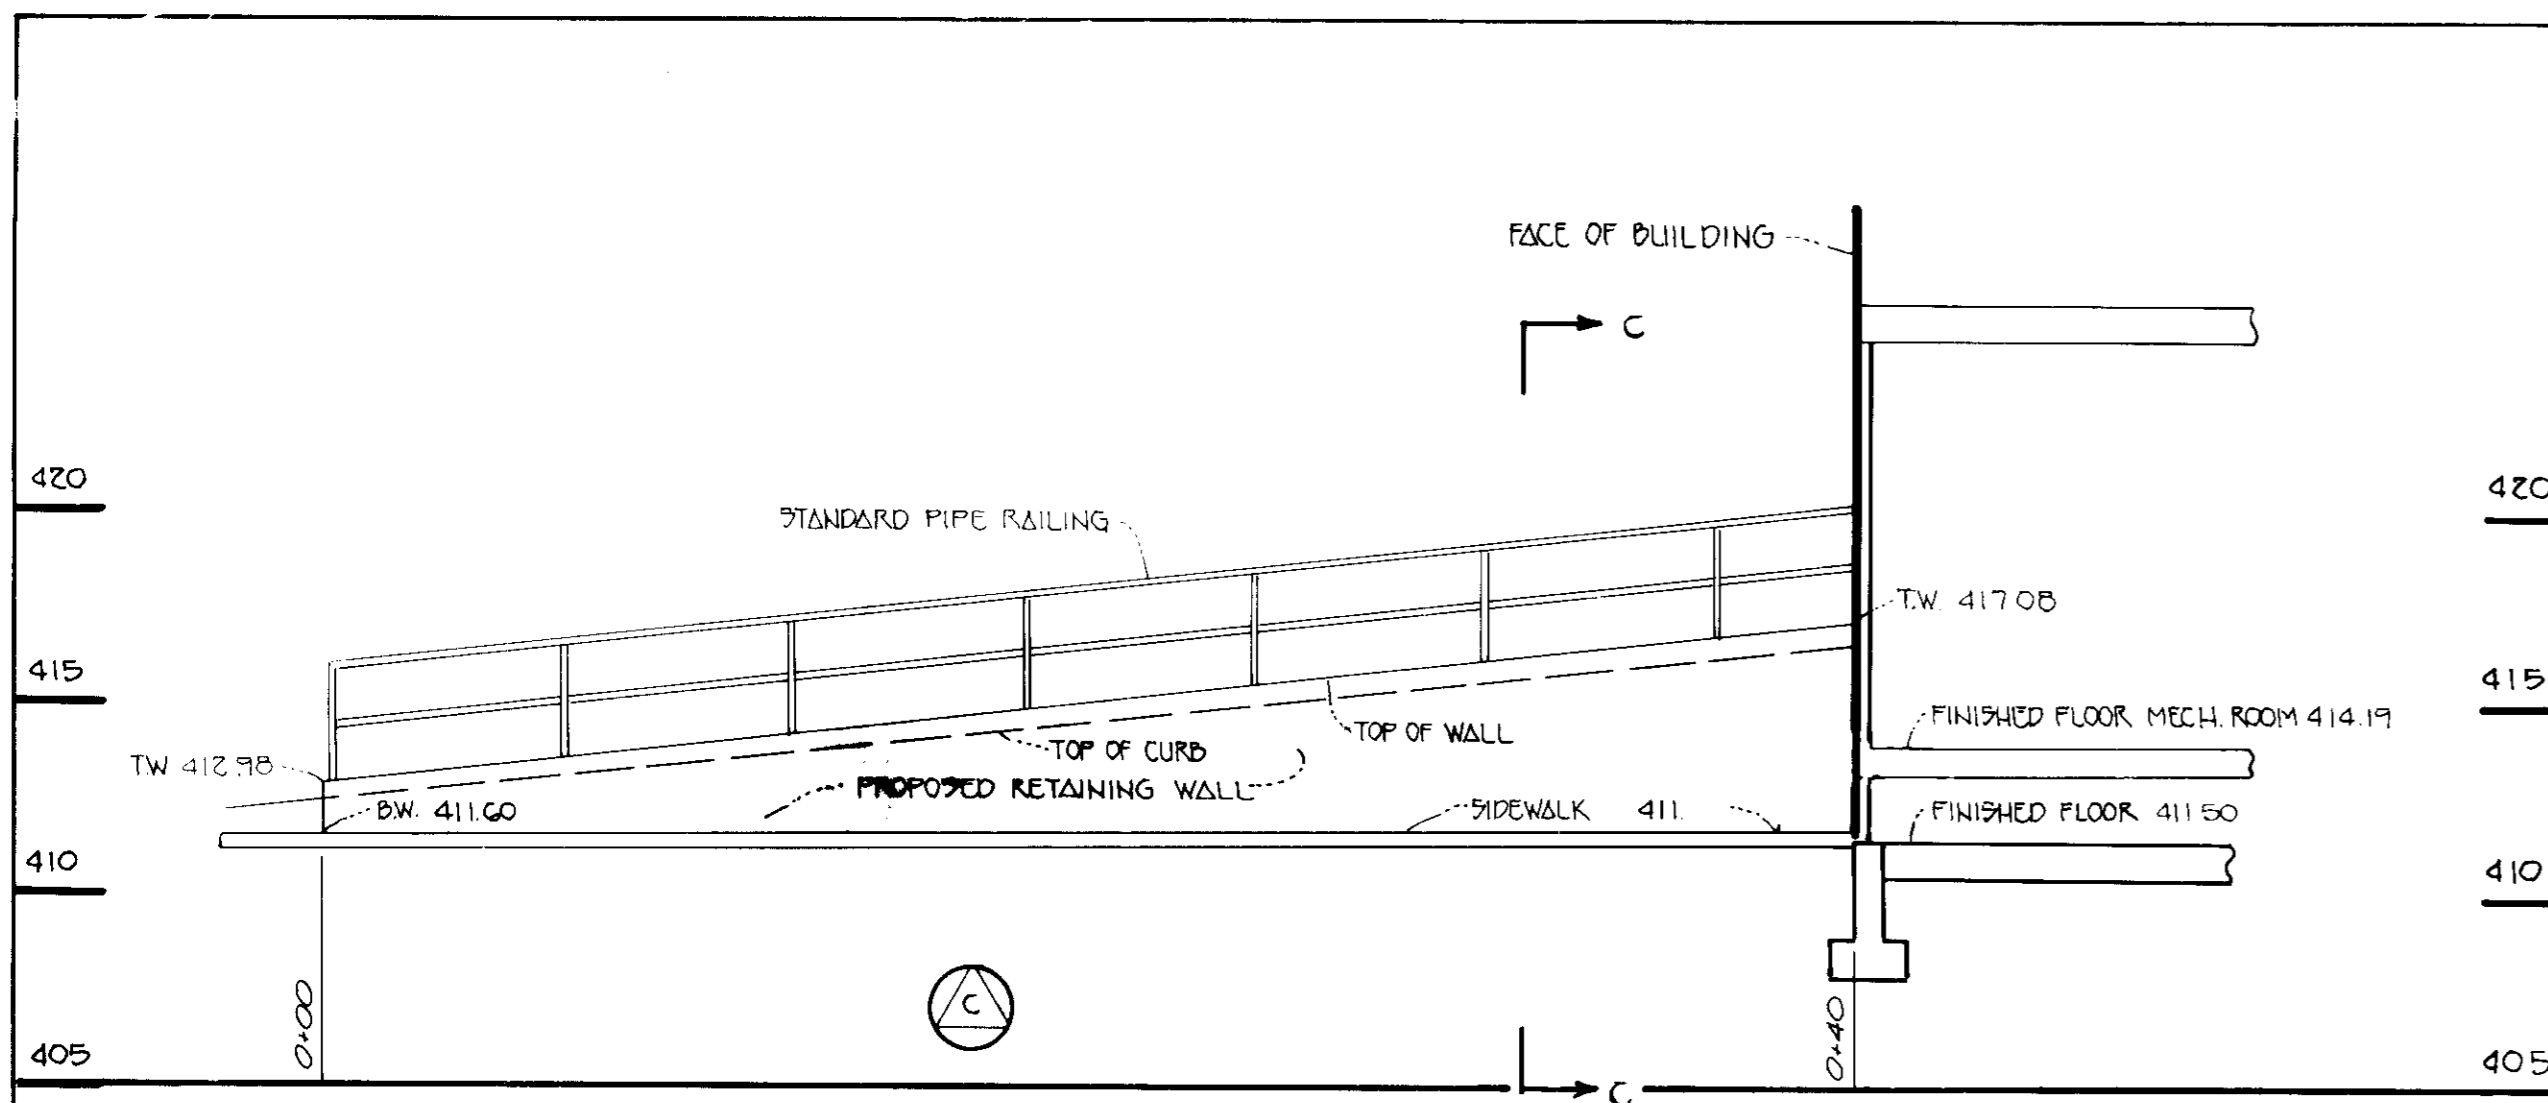 FACE OF BUILDING
C
420
420
STANDARD PIPE RAILING
T.W. 417.08
415
415
FINISHED FLOOR MECH. ROOM 414.19
TOP OF WALL
TOP OF CURB
T.W 412.98
PROPOSED RETAINING WALL
B.W. 411.60
SIDEWALK 411.
FINISHED FLOOR 411.50
410
410
C
0+00
0+40
405
405
C